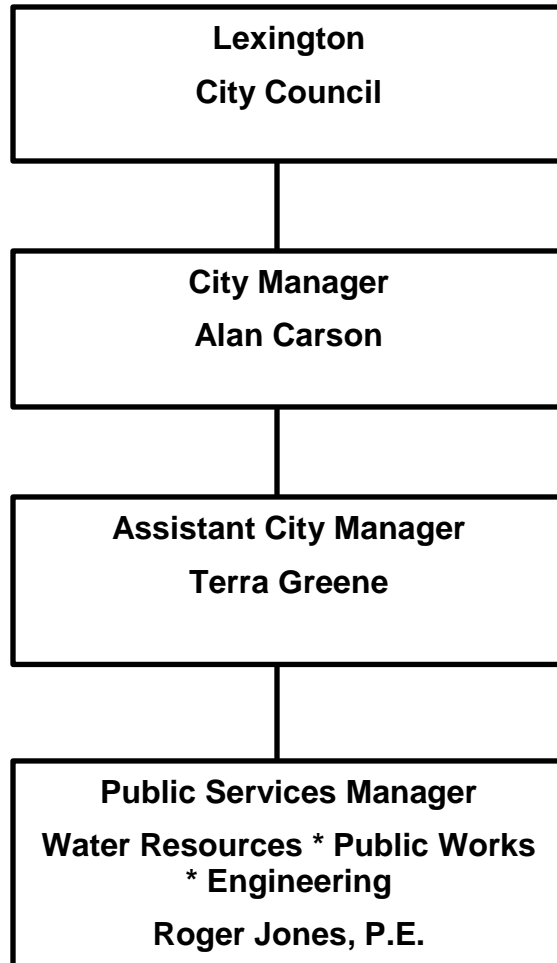 Lexington
City Council
City Manager
Alan Carson
Assistant City Manager
Terra Greene
Public Services Manager
Water Resources * Public Works
* Engineering
Roger Jones, P.E.